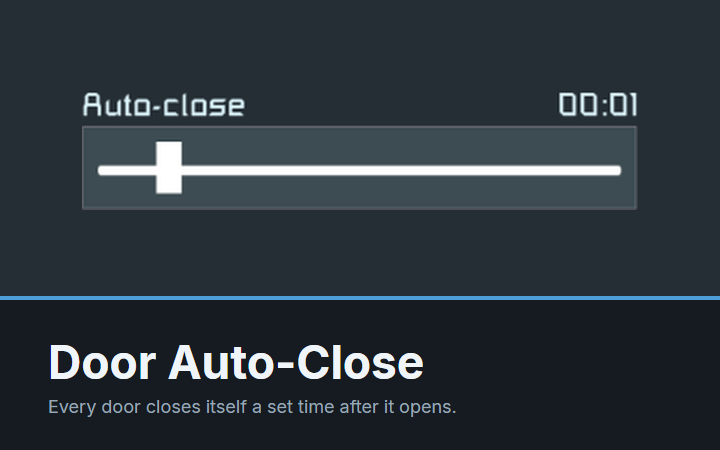 Auto-close 00:01
Door Auto-Close
Every door closes itself a set time after it opens.